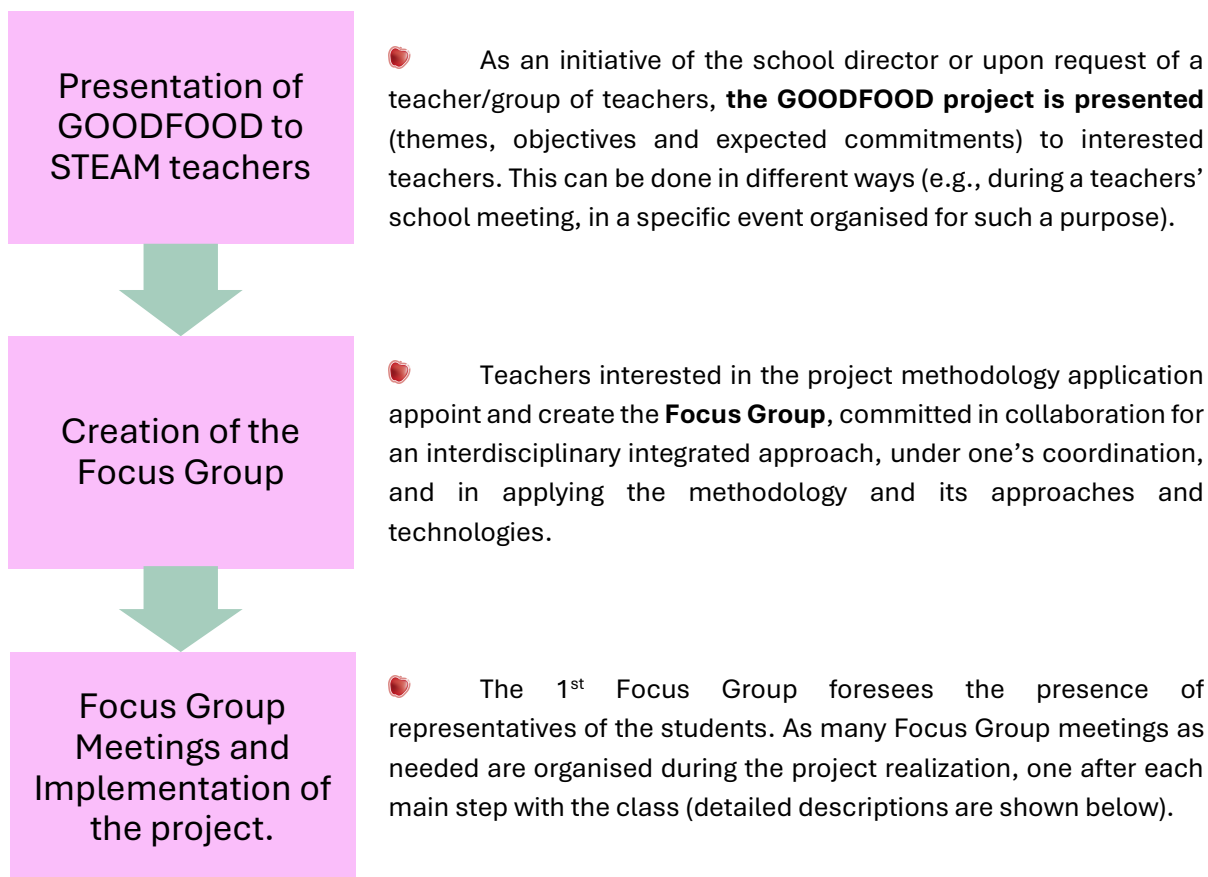 Presentation of
GOODFOOD to
STEAM teachers
As an initiative of the school director or upon request of a
teacher/group of teachers, the GOODFOOD project is presented
(themes, objectives and expected commitments) to interested
teachers. This can be done in different ways (e.g., during a teachers’
school meeting, in a specific event organised for such a purpose).
Creation of the
Focus Group
Teachers interested in the project methodology application
appoint and create the Focus Group, committed in collaboration for
an interdisciplinary integrated approach, under one’s coordination,
and in applying the methodology and its approaches and
technologies.
Focus Group
Meetings and
Implementation of
the project.
The 1st Focus Group foresees the presence of
representatives of the students. As many Focus Group meetings as
needed are organised during the project realization, one after each
main step with the class (detailed descriptions are shown below).